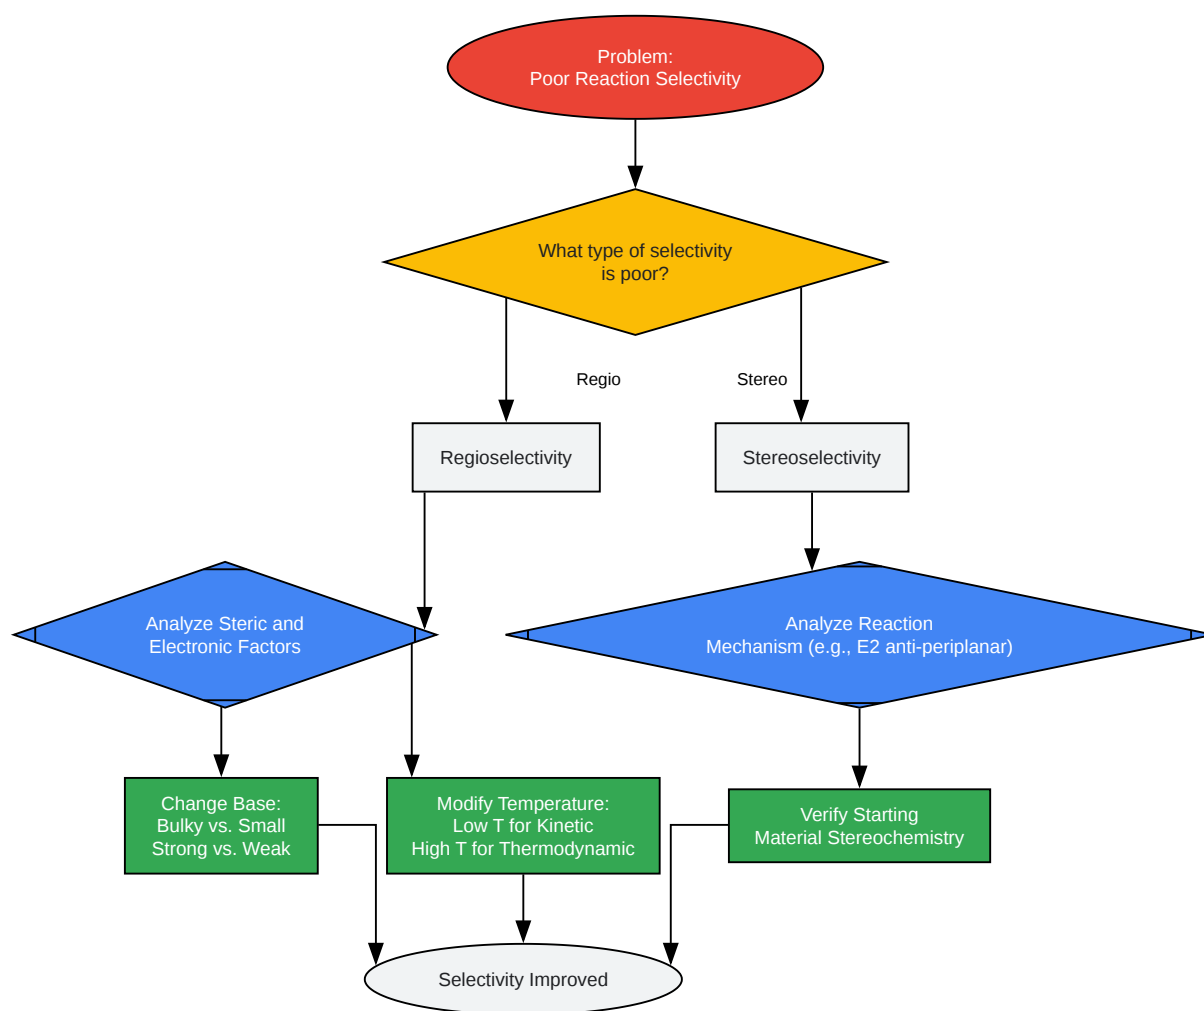 Problem:
Poor Reaction Selectivity
What type of selectivity
is poor?
Regio
Stereo
Regioselectivity
Stereoselectivity
Analyze Steric and
Electronic Factors
Analyze Reaction
Mechanism (e.g., E2 anti-periplanar)
Change Base:
Bulky vs. Small
Strong vs. Weak
Modify Temperature:
Low T for Kinetic
High T for Thermodynamic
Verify Starting
Material Stereochemistry
Selectivity Improved